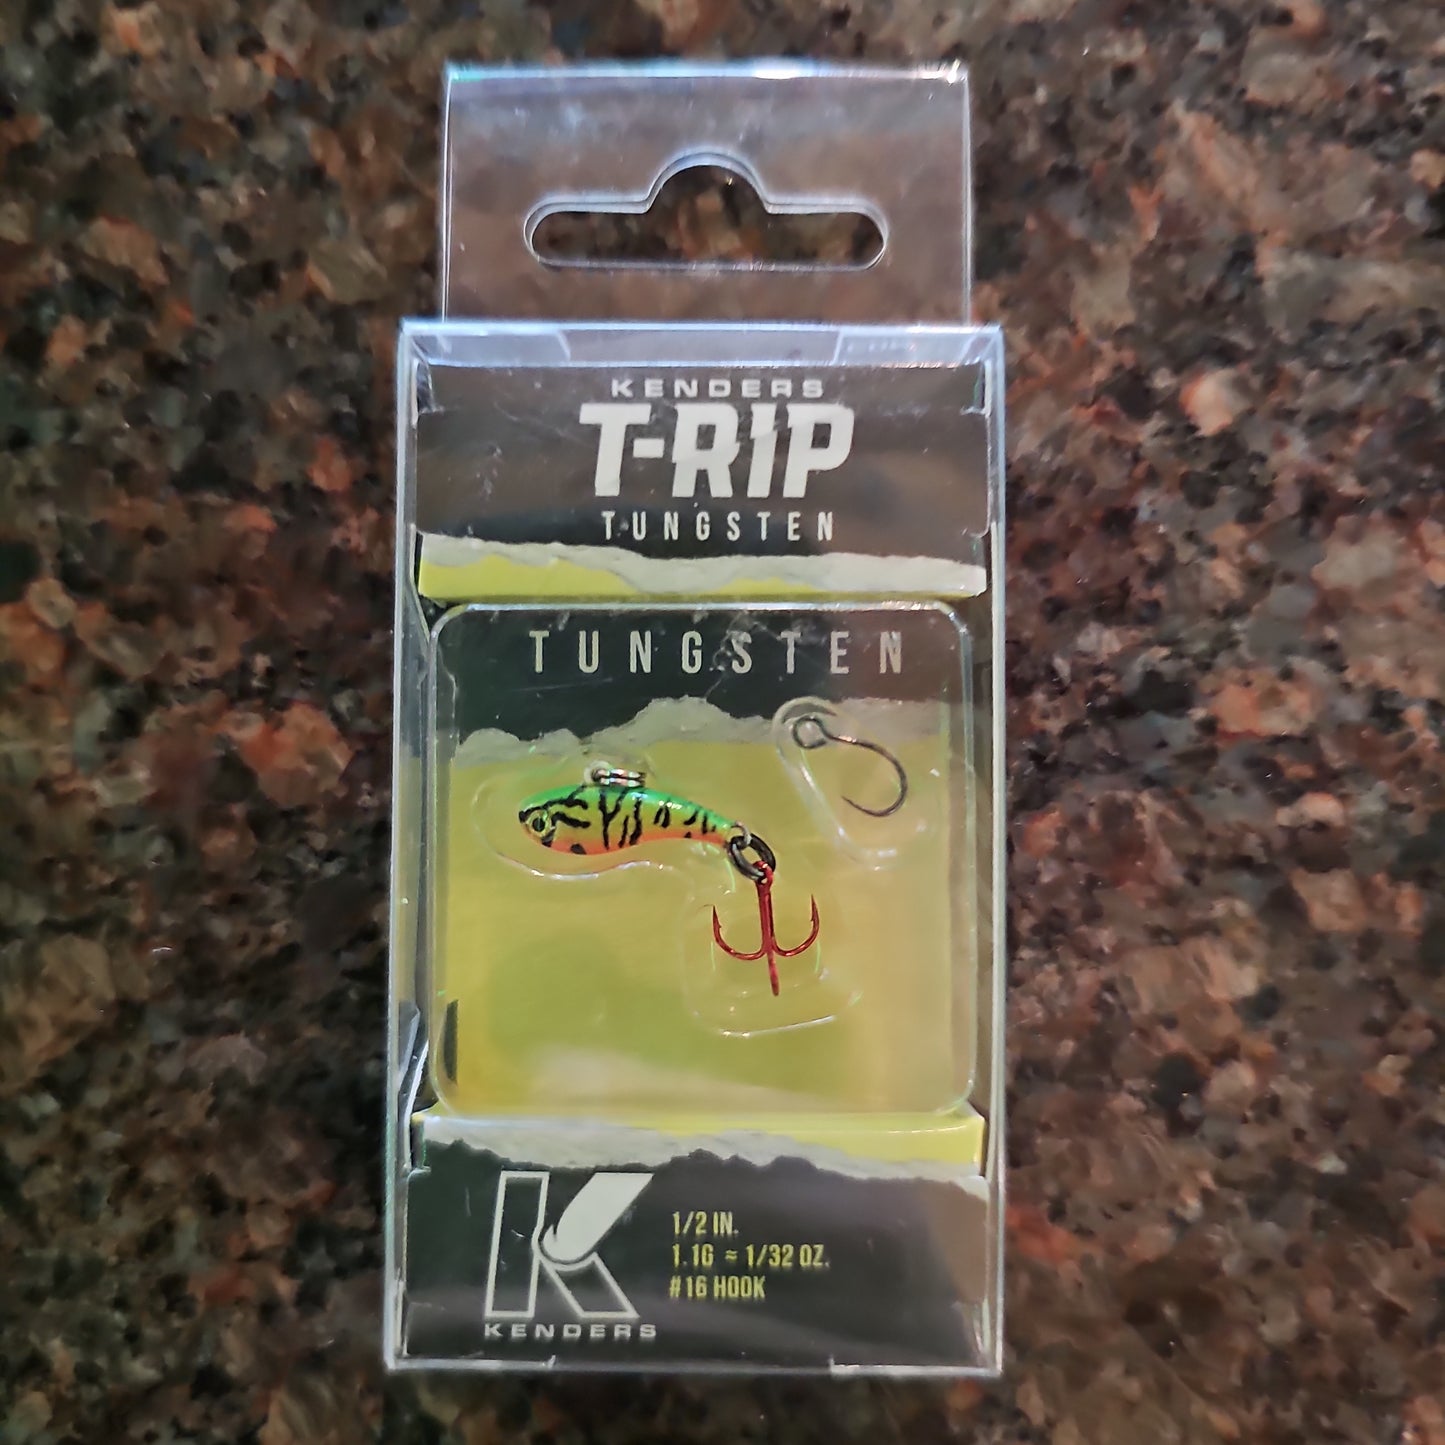 KENDERS
T-RIP
TUNGSTEN
TUNGSTEN
1/2 IN.
1.1G ≈ 1/32 OZ.
#16 HOOK
K
KENDERS